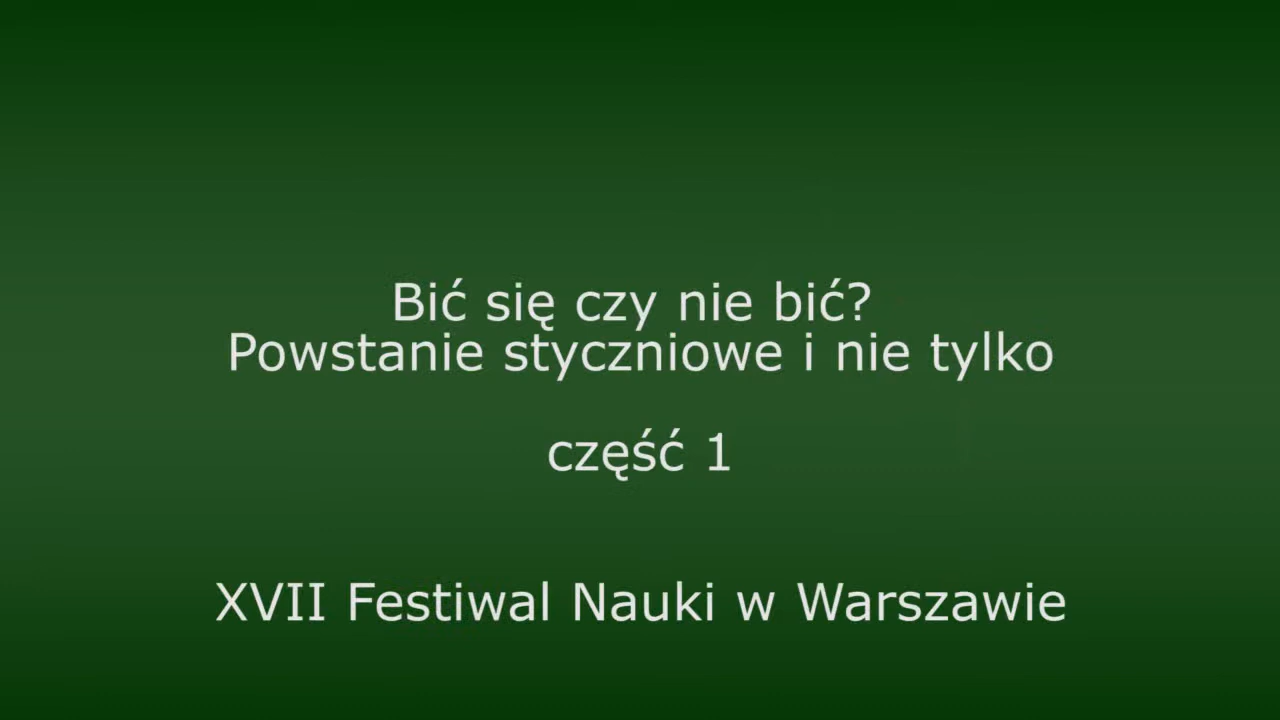 Bić się czy nie bić?
Powstanie styczniowe i nie tylko
część 1
XVII Festiwal Nauki w Warszawie